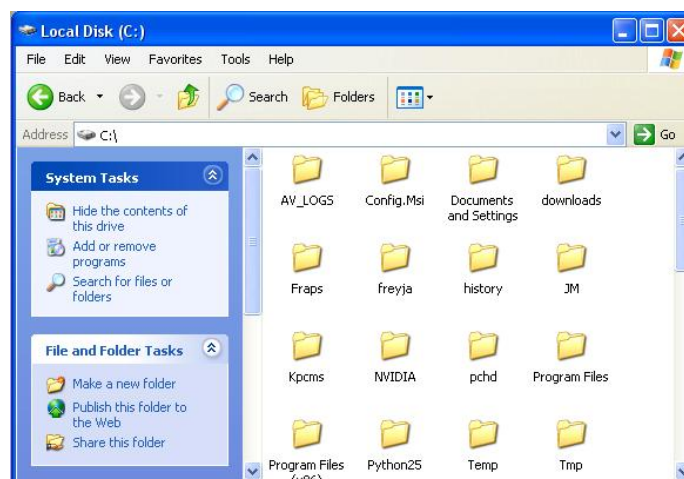 Local Disk (C:)
File Edit View Favorites Tools Help
Back Search Folders
Address C:\ Go
System Tasks
Hide the contents of
this drive
Add or remove
programs
Search for files or
folders
File and Folder Tasks
Make a new folder
Publish this folder to
the Web
Share this folder
AV_LOGS Config.Msi Documents
and Settings downloads
Fraps freyja history JM
Kpcms NVIDIA pchd Program Files
Program Files
(x86) Python25 Temp Tmp